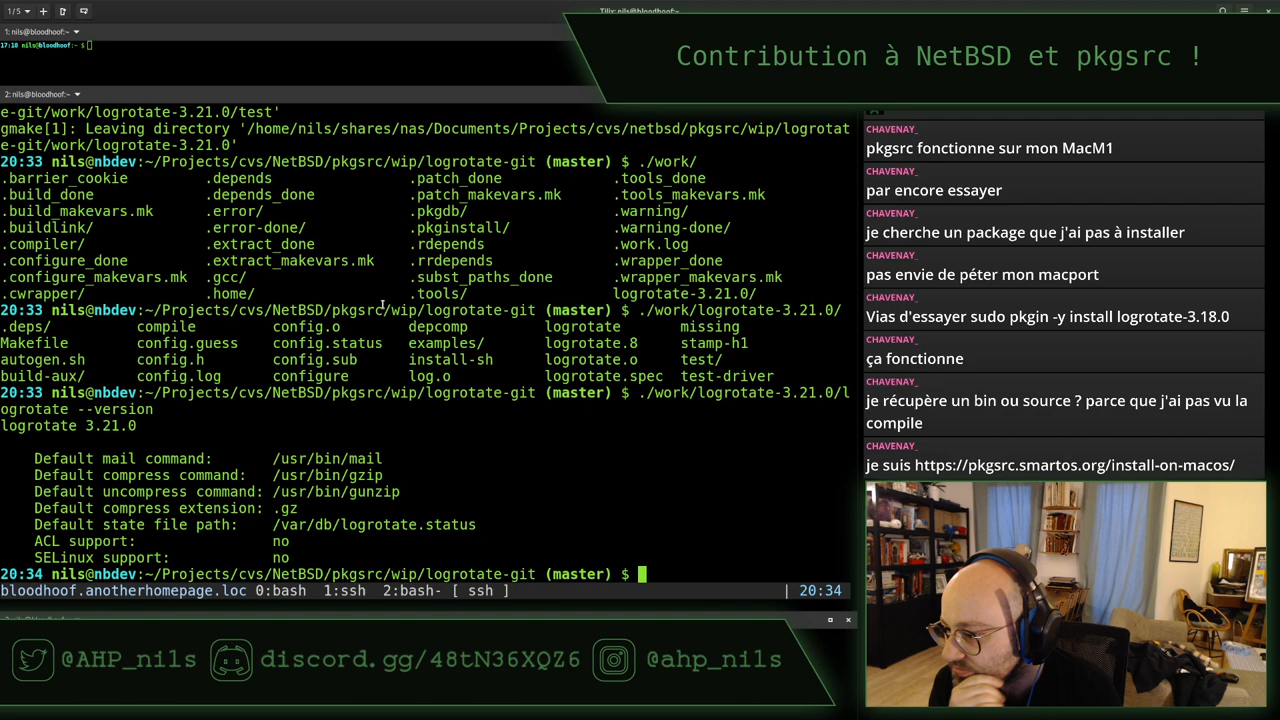 1/5
Tilix: nils@bloodhoof:~
1: nils@bloodhoof:~
17:18 nils@bloodhoof:~ $
Contribution à NetBSD et pkgsrc !
2: nils@bloodhoof:~
e-git/work/logrotate-3.21.0/test'
gmake[1]: Leaving directory '/home/nils/shares/nas/Documents/Projects/cvs/netbsd/pkgsrc/wip/logrotat
e-git/work/logrotate-3.21.0'
20:33 nils@nbdev:~/Projects/cvs/NetBSD/pkgsrc/wip/logrotate-git (master) $ ./work/
.barrier_cookie .depends .patch_done .tools_done
.build_done .depends_done .patch_makevars.mk .tools_makevars.mk
.build_makevars.mk .error/ .pkgdb/ .warning/
.buildlink/ .error-done/ .pkginstall/ .warning-done/
.compiler/ .extract_done .rdepends .work.log
.configure_done .extract_makevars.mk .rrdepends .wrapper_done
.configure_makevars.mk .gcc/ .subst_paths_done .wrapper_makevars.mk
.cwrapper/ .home/ .tools/ logrotate-3.21.0/
20:33 nils@nbdev:~/Projects/cvs/NetBSD/pkgsrc/wip/logrotate-git (master) $ ./work/logrotate-3.21.0/
.deps/ compile config.o depcomp logrotate missing
Makefile config.guess config.status examples/ logrotate.8 stamp-h1
autogen.sh config.h config.sub install-sh logrotate.o test/
build-aux/ config.log configure log.o logrotate.spec test-driver
20:33 nils@nbdev:~/Projects/cvs/NetBSD/pkgsrc/wip/logrotate-git (master) $ ./work/logrotate-3.21.0/l
ogrotate --version
logrotate 3.21.0
Default mail command: /usr/bin/mail
Default compress command: /usr/bin/gzip
Default uncompress command: /usr/bin/gunzip
Default compress extension: .gz
Default state file path: /var/db/logrotate.status
ACL support: no
SELinux support: no
20:34 nils@nbdev:~/Projects/cvs/NetBSD/pkgsrc/wip/logrotate-git (master) $
bloodhoof.anotherhomepage.loc 0:bash 1:ssh 2:bash- [ ssh ] | 20:34
CHAVENAY_
pkgsrc fonctionne sur mon MacM1
CHAVENAY_
par encore essayer
CHAVENAY_
je cherche un package que j'ai pas à installer
CHAVENAY_
pas envie de péter mon macport
CHAVENAY_
Vias d'essayer sudo pkgin -y install logrotate-3.18.0
CHAVENAY_
ça fonctionne
CHAVENAY_
je récupère un bin ou source ? parce que j'ai pas vu la
compile
CHAVENAY_
je suis https://pkgsrc.smartos.org/install-on-macos/
@AHP_nils discord.gg/48tN36XQZ6 @ahp_nils